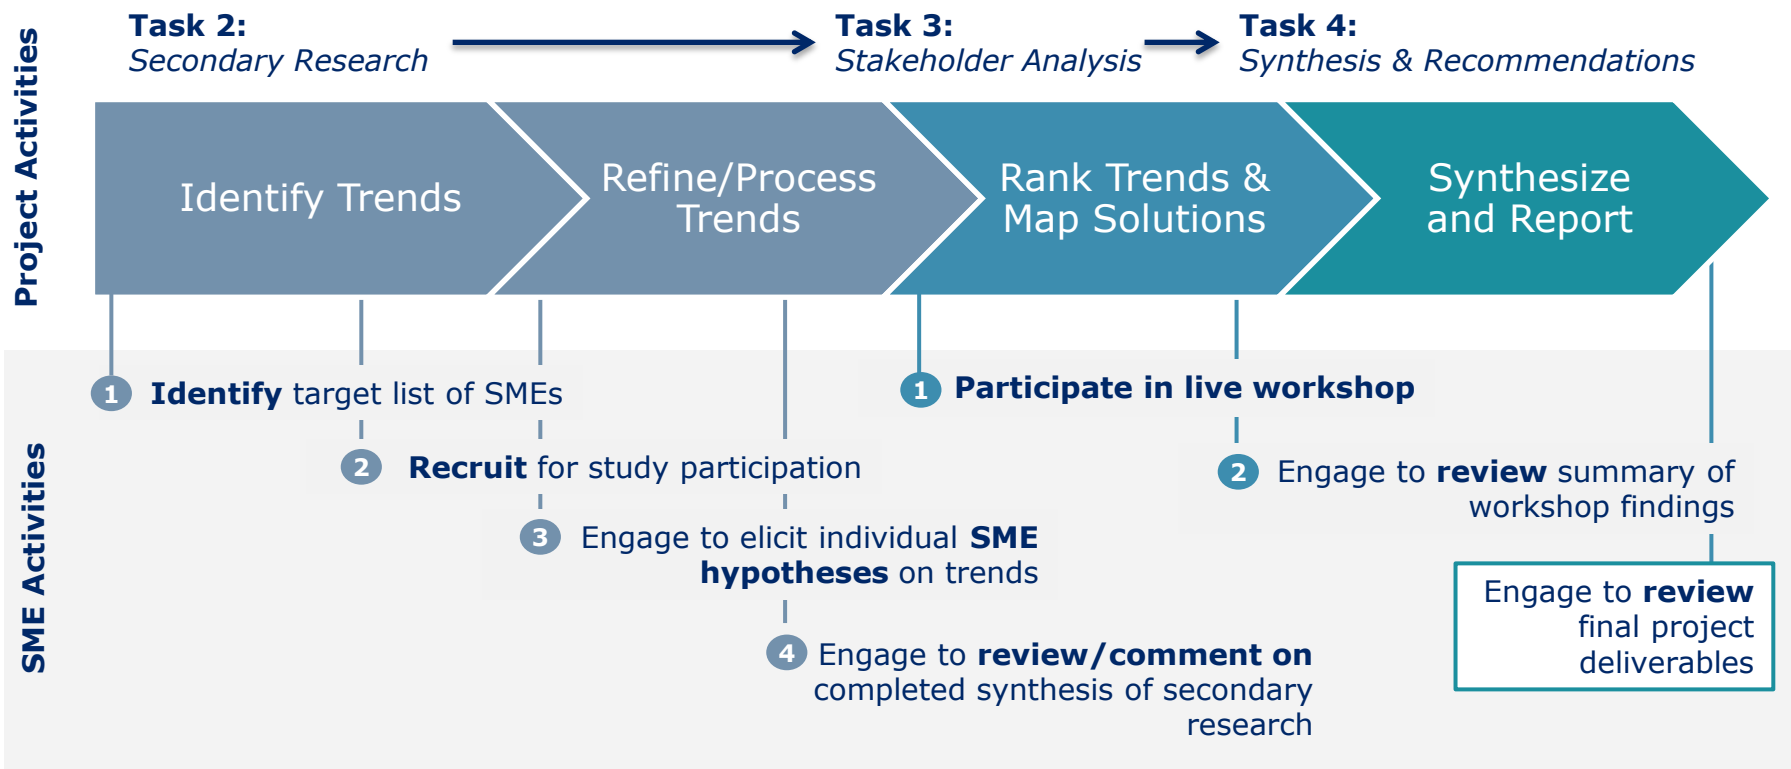 Task 2:
Secondary Research
Task 3:
Stakeholder Analysis
Task 4:
Synthesis & Recommendations
Project Activities
Identify Trends
Refine/Process
Trends
Rank Trends &
Map Solutions
Synthesize
and Report
SME Activities
1 Identify target list of SMEs
2 Recruit for study participation
3 Engage to elicit individual SME
hypotheses on trends
4 Engage to review/comment on
completed synthesis of secondary
research
1 Participate in live workshop
2 Engage to review summary of
workshop findings
Engage to review
final project
deliverables